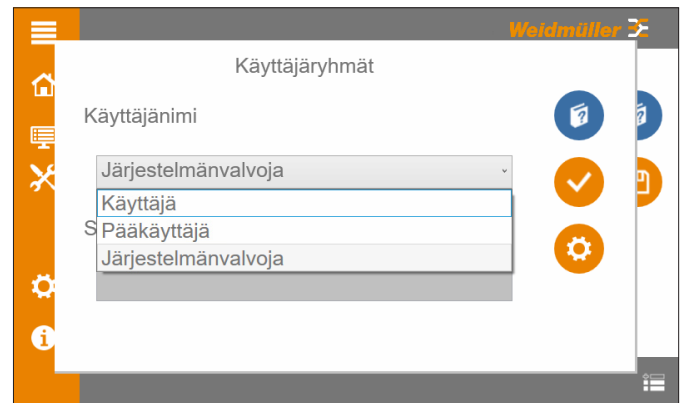 Weidmüller
Käyttäjäryhmät
Käyttäjänimi
Järjestelmänvalvoja
Käyttäjä
S
Pääkäyttäjä
Järjestelmänvalvoja